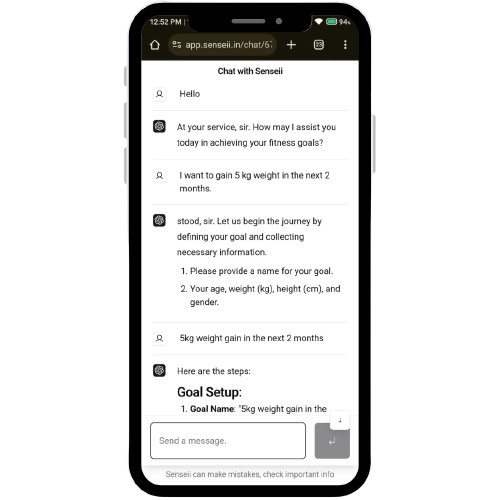 12:52 PM
app.senseii.in/chat/67
23
94
Chat with Senseii
Hello
At your service, sir. How may I assist you
today in achieving your fitness goals?
I want to gain 5 kg weight in the next 2
months.
stood, sir. Let us begin the journey by
defining your goal and collecting
necessary information.
1. Please provide a name for your goal.
2. Your age, weight (kg), height (cm), and
gender.
5kg weight gain in the next 2 months
Here are the steps:
Goal Setup:
1. Goal Name: "5kg weight gain in the
Send a message.
Senseii can make mistakes, check important info